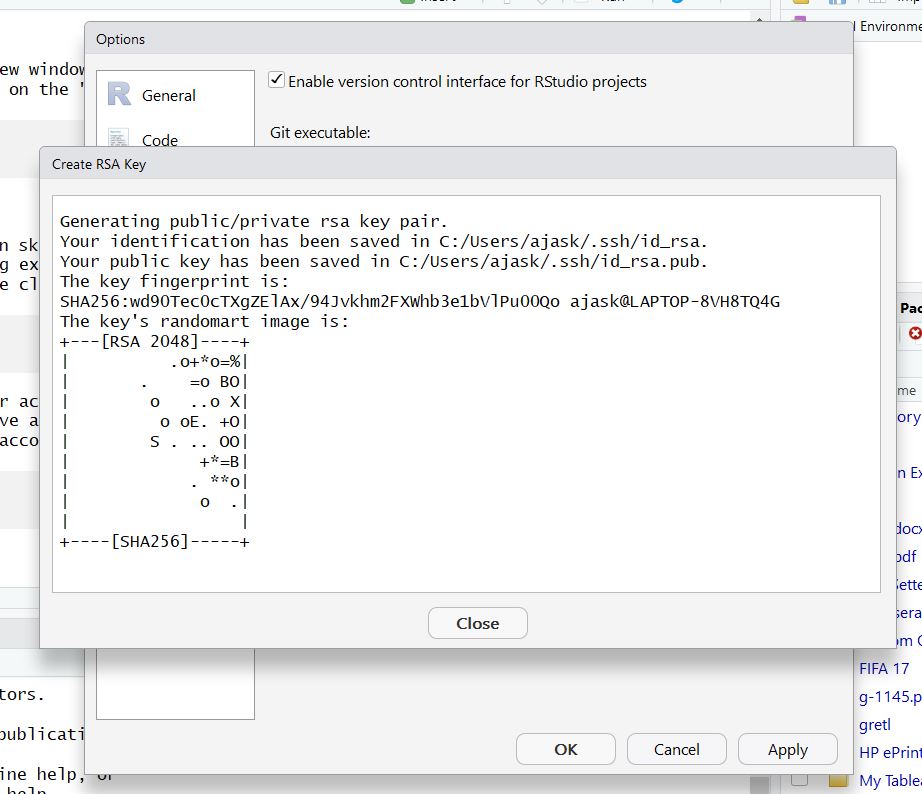 Insert
Run
Imp
Options
Environme
ew window
on the "
General
Enable version control interface for RStudio projects
Code
Git executable:
Create RSA Key
Generating public/private rsa key pair.
Your identification has been saved in C:/Users/ajask/.ssh/id_rsa.
Your public key has been saved in C:/Users/ajask/.ssh/id_rsa.pub.
The key fingerprint is:
SHA256:wd90TecOcTXgZElAx/94Jvkhm2FXWhb3e1bVlPu0OQo ajask@LAPTOP-8VH8TQ4G
The key's randomart image is:
+---[RSA 2048]----+
|          .o+*o=%|
|       .    =o BO|
|        o   ..o X|
|         o oE. +O|
|        S . .. OO|
|             +*=B|
|            . **o|
|             o  .|
|                 |
+----[SHA256]-----+
n sk
g ex
e cl
r ac
ve a
acco
Close
Pac
me
ory
n Ex
docx
pdf
Sette
sera
om C
FIFA 17
g-1145.p
gretl
HP ePrint
My Table
tors.
publicati
ine help, or
help
OK
Cancel
Apply